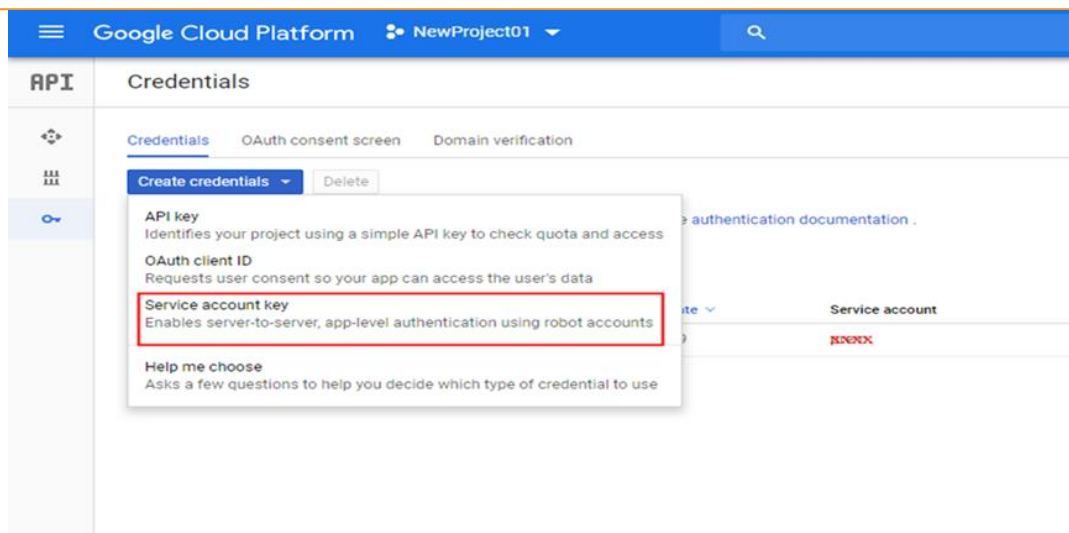 Google Cloud Platform NewProject01
API Credentials
Credentials OAuth consent screen Domain verification
Create credentials Delete
API key
Identifies your project using a simple API key to check quota and access
authentication documentation .
OAuth client ID
Requests user consent so your app can access the user's data
Service account key
Enables server-to-server, app-level authentication using robot accounts
Service account
Help me choose
Asks a few questions to help you decide which type of credential to use